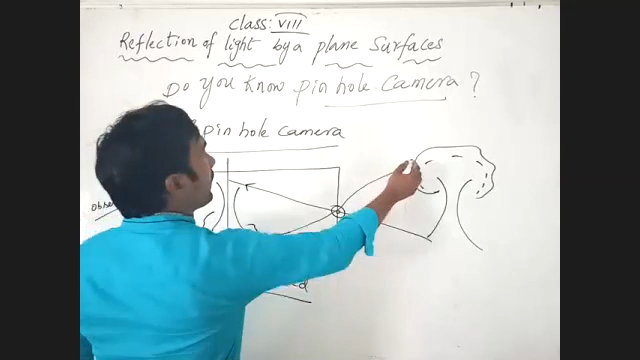 class: VIII
Reflection of light by a plane Surfaces
Do you know pin hole camera ?
pin hole camera